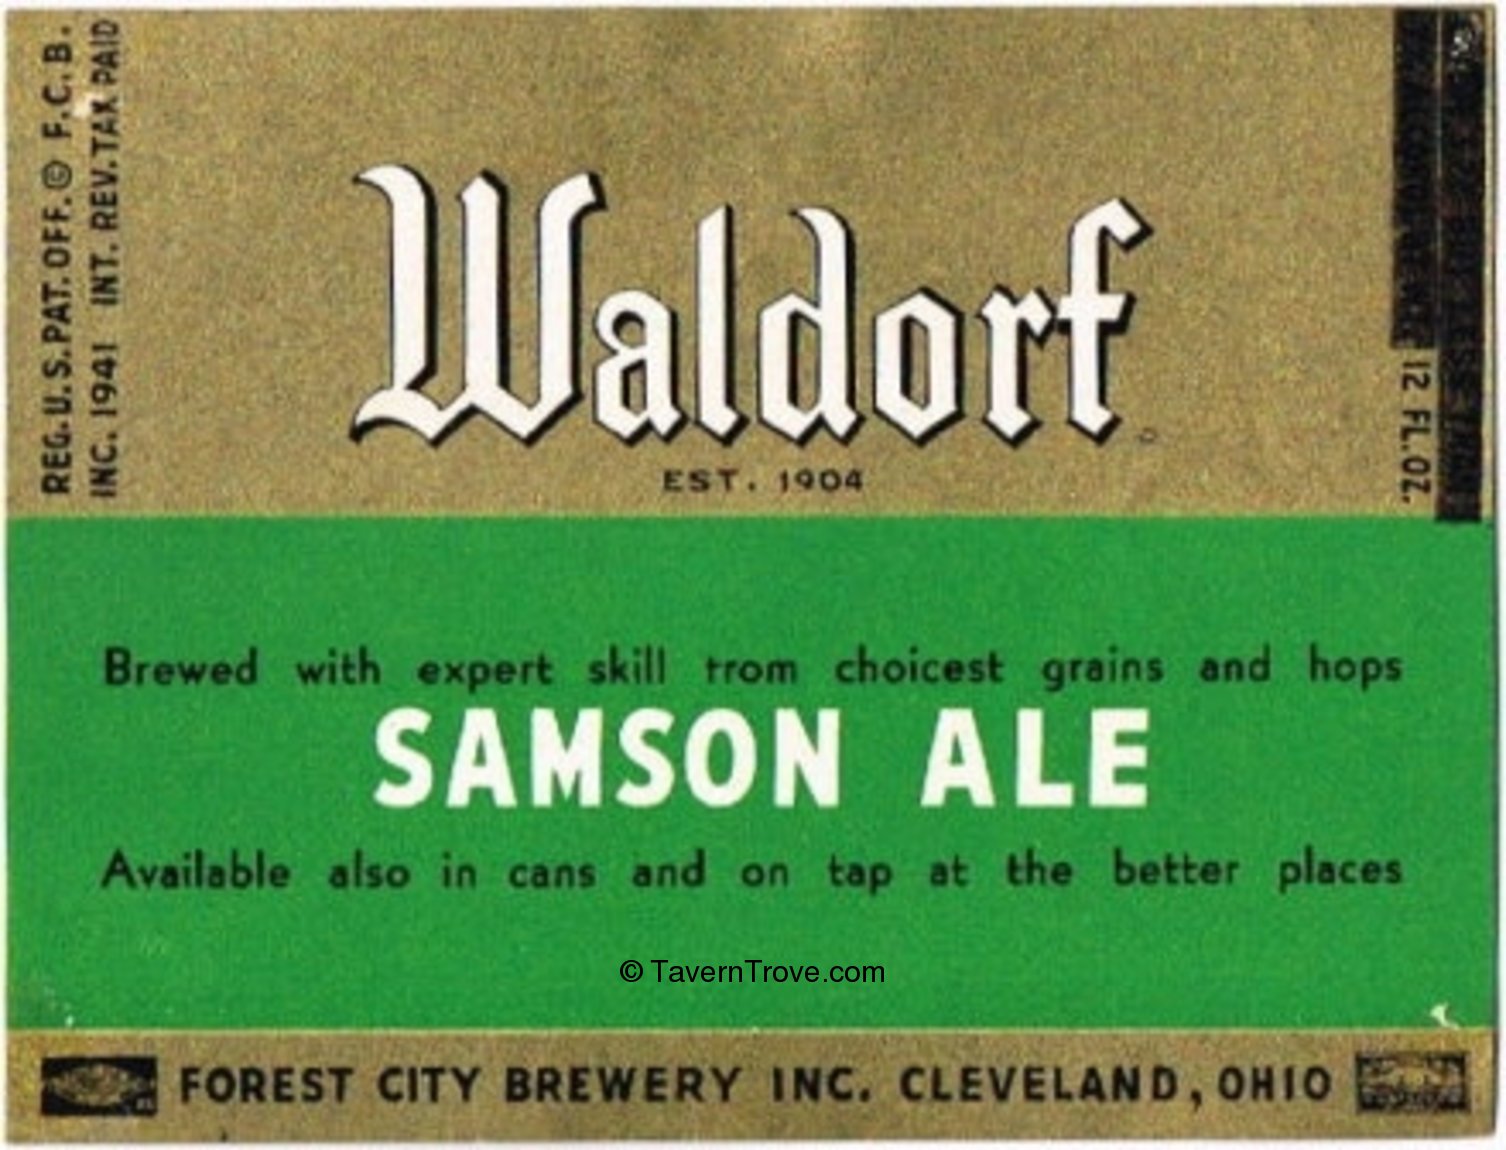 REG. U. S. PAT. OFF. © F. C. B.
INC. 1941 INT. REV. TAX PAID
Waldorf
EST. 1904
12 FL. OZ.
Brewed with expert skill from choicest grains and hops
SAMSON ALE
Available also in cans and on tap at the better places
© TavernTrove.com
FOREST CITY BREWERY INC. CLEVELAND, OHIO